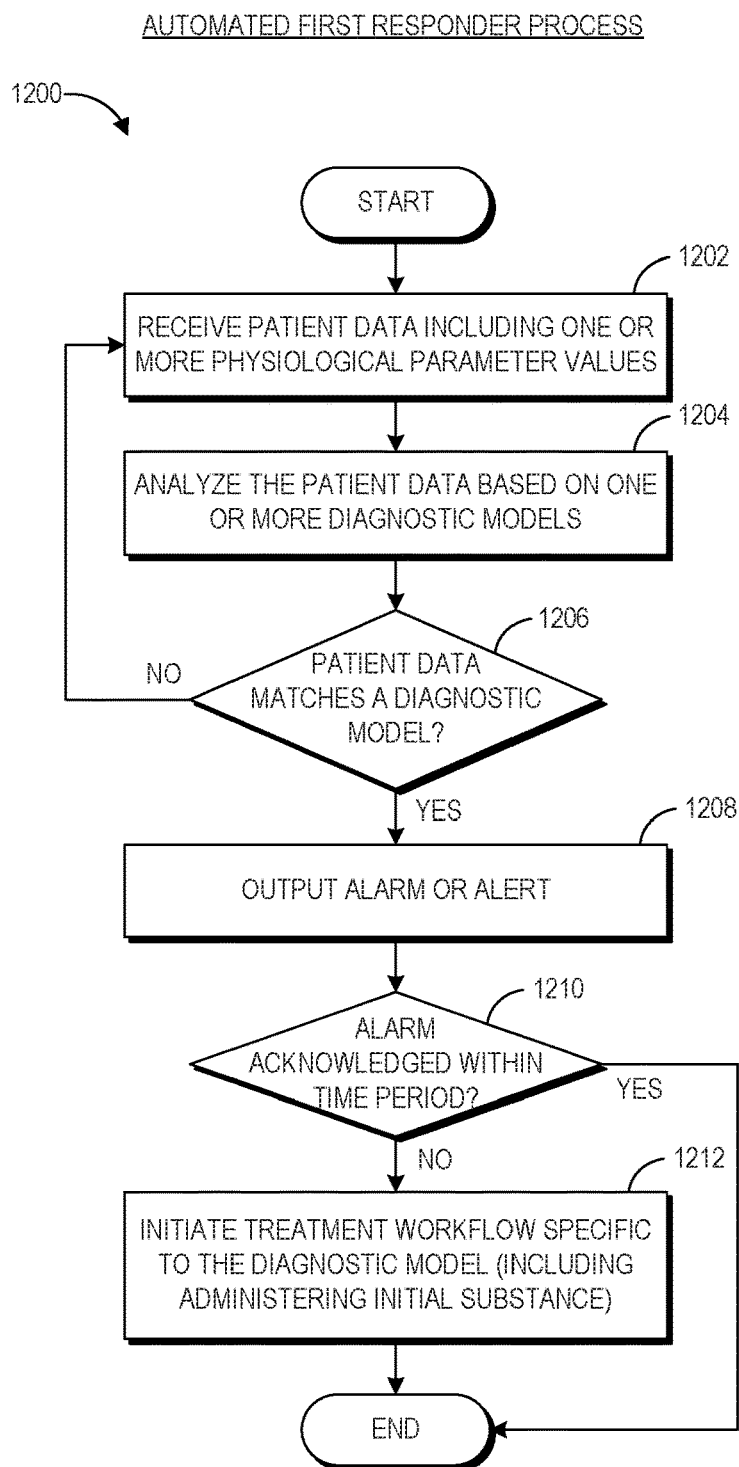 AUTOMATED FIRST RESPONDER PROCESS
1200
START
1202
RECEIVE PATIENT DATA INCLUDING ONE OR
MORE PHYSIOLOGICAL PARAMETER VALUES
1204
ANALYZE THE PATIENT DATA BASED ON ONE
OR MORE DIAGNOSTIC MODELS
1206
PATIENT DATA
MATCHES A DIAGNOSTIC
MODEL?
NO
YES
1208
OUTPUT ALARM OR ALERT
1210
ALARM
ACKNOWLEDGED WITHIN
TIME PERIOD?
YES
NO
1212
INITIATE TREATMENT WORKFLOW SPECIFIC
TO THE DIAGNOSTIC MODEL (INCLUDING
ADMINISTERING INITIAL SUBSTANCE)
END